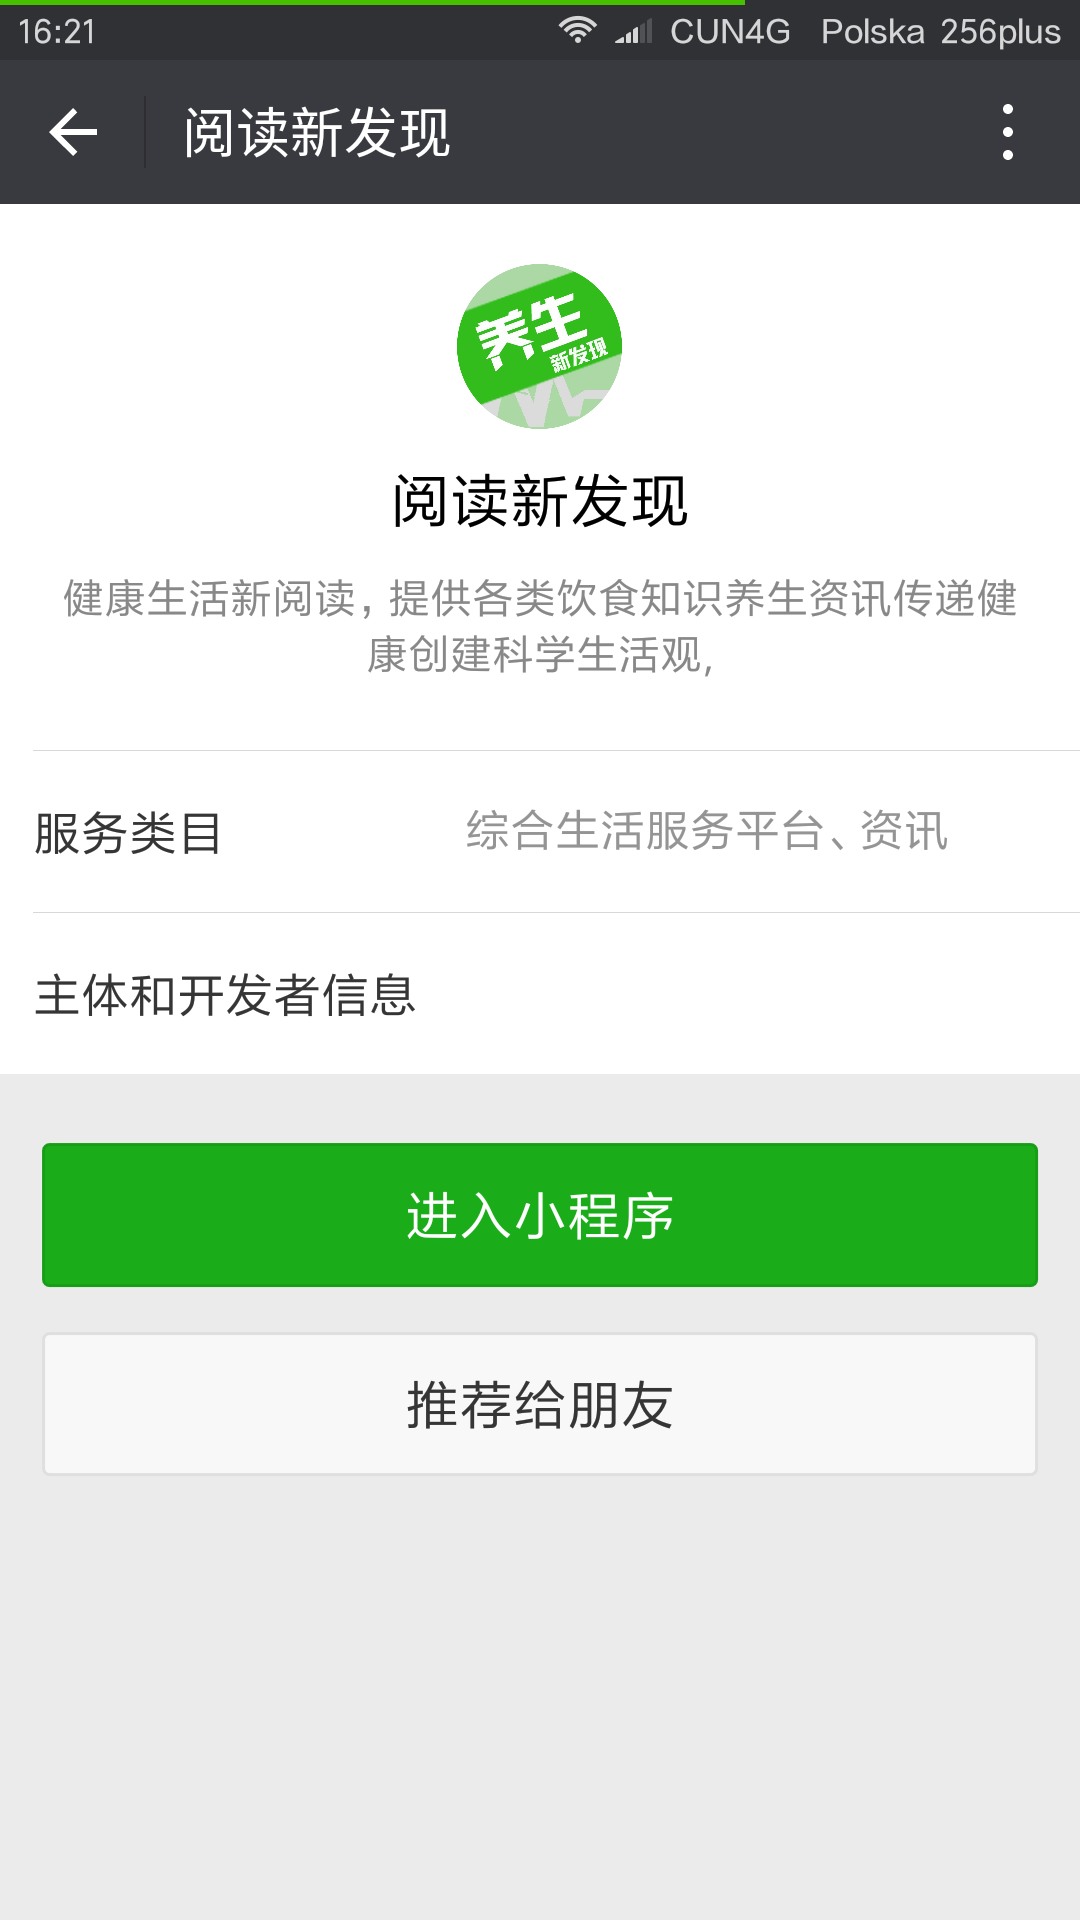 16:21 CUN4G Polska 256plus
阅读新发现
养生
新发现
阅读新发现
健康生活新阅读，提供各类饮食知识养生资讯传递健
康创建科学生活观，
服务类目 综合生活服务平台、资讯
主体和开发者信息
进入小程序
推荐给朋友